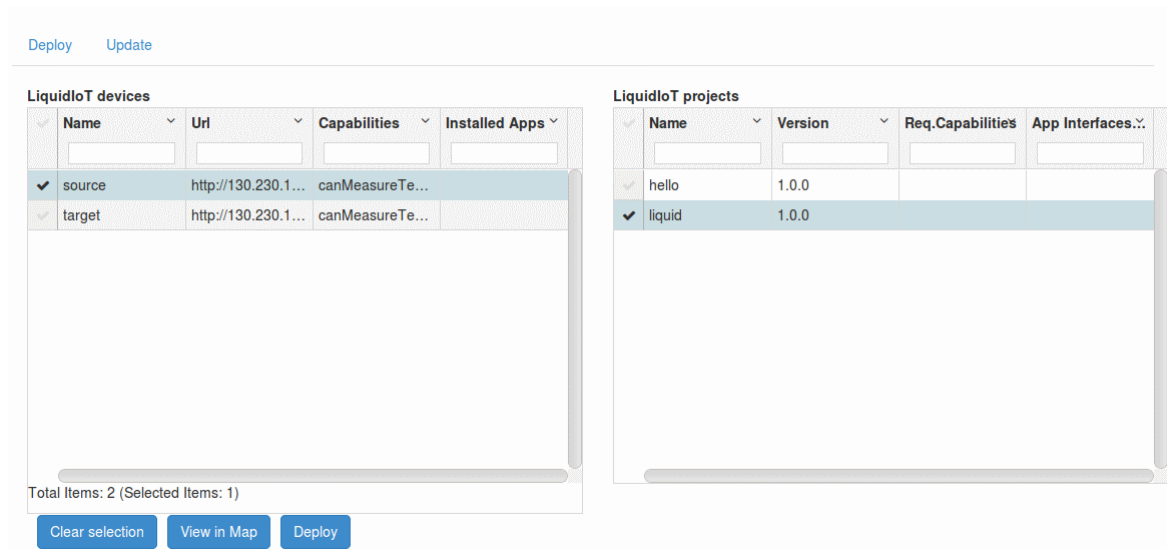 Deploy Update
LiquidIoT devices
Name Url Capabilities Installed Apps
source http://130.230.1... canMeasureTe...
target http://130.230.1... canMeasureTe...
Total Items: 2 (Selected Items: 1)
Clear selection View in Map Deploy
LiquidIoT projects
Name Version Req.Capabilities App Interfaces...
hello 1.0.0
liquid 1.0.0